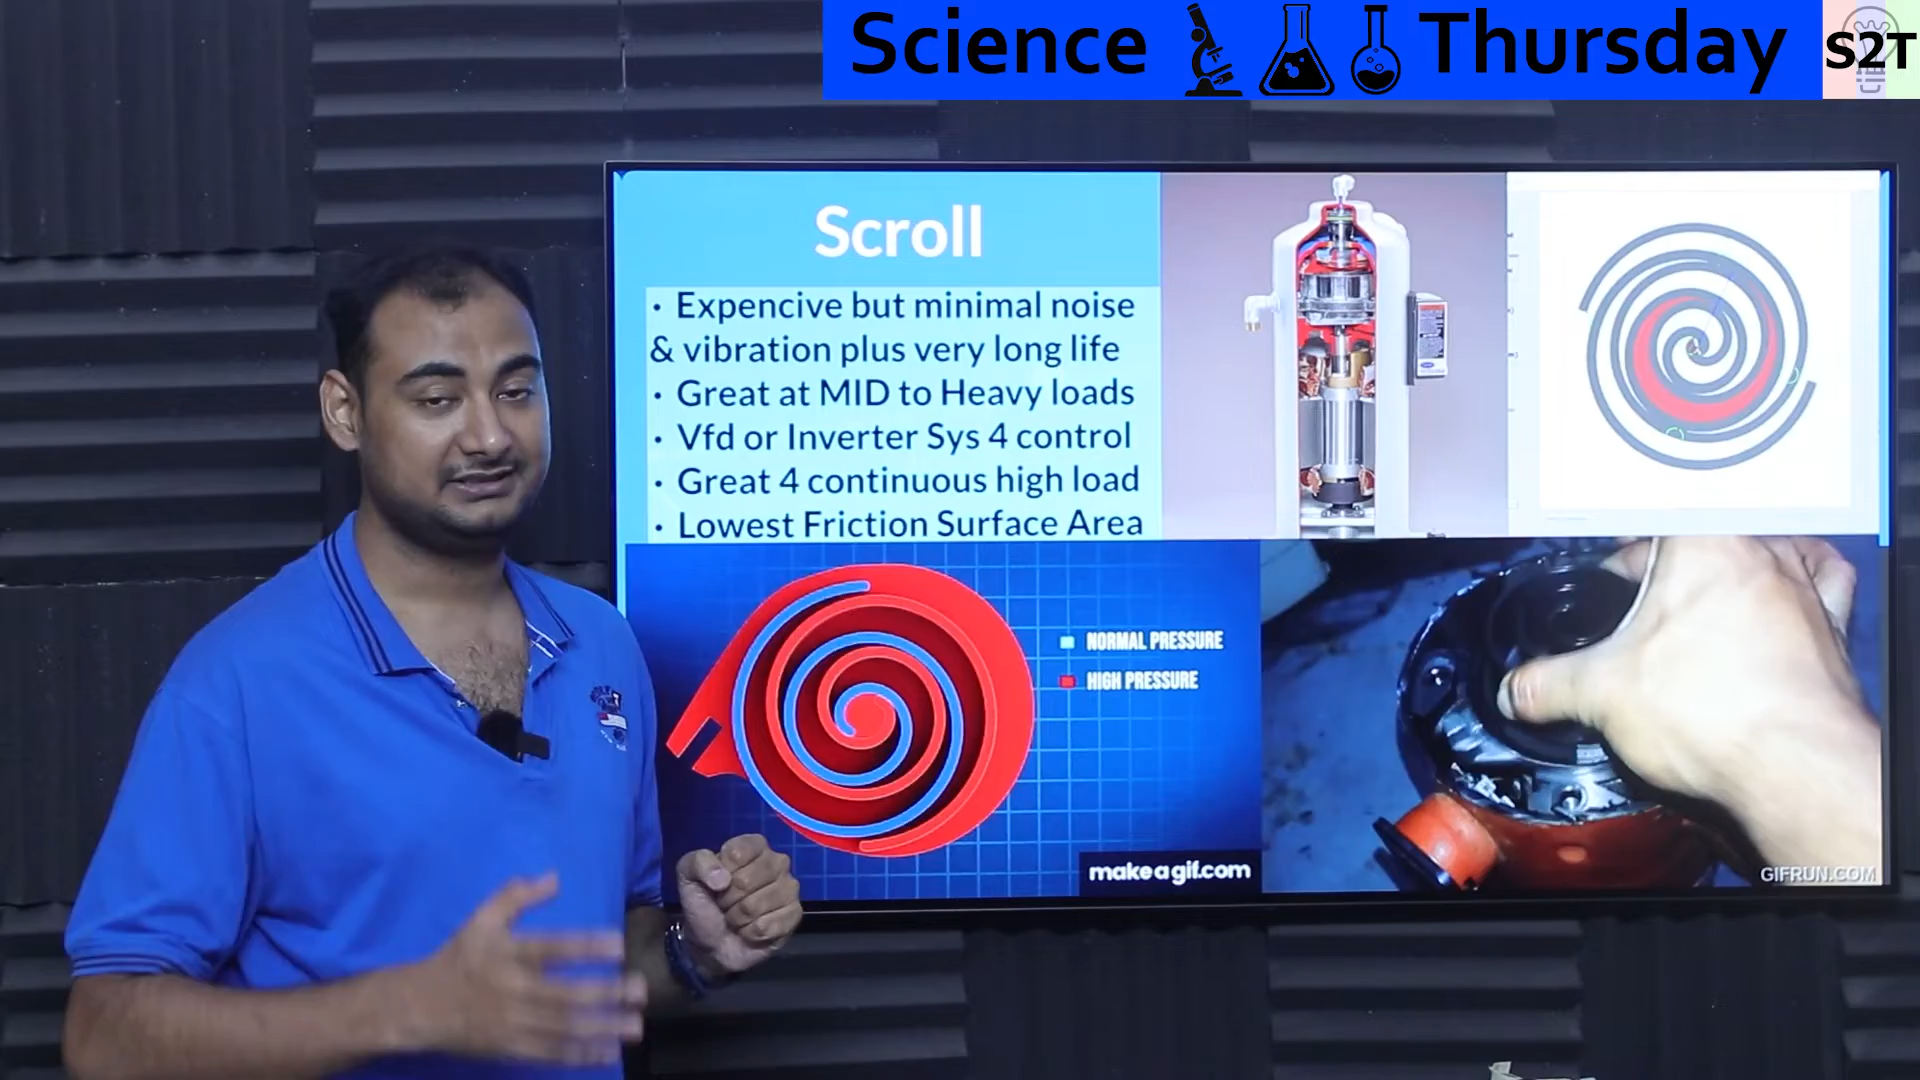 Science Thursday
S2T
Scroll
· Expencive but minimal noise
& vibration plus very long life
· Great at MID to Heavy loads
· Vfd or Inverter Sys 4 control
· Great 4 continuous high load
· Lowest Friction Surface Area
NORMAL PRESSURE
HIGH PRESSURE
makeagif.com
GIFRUN.COM